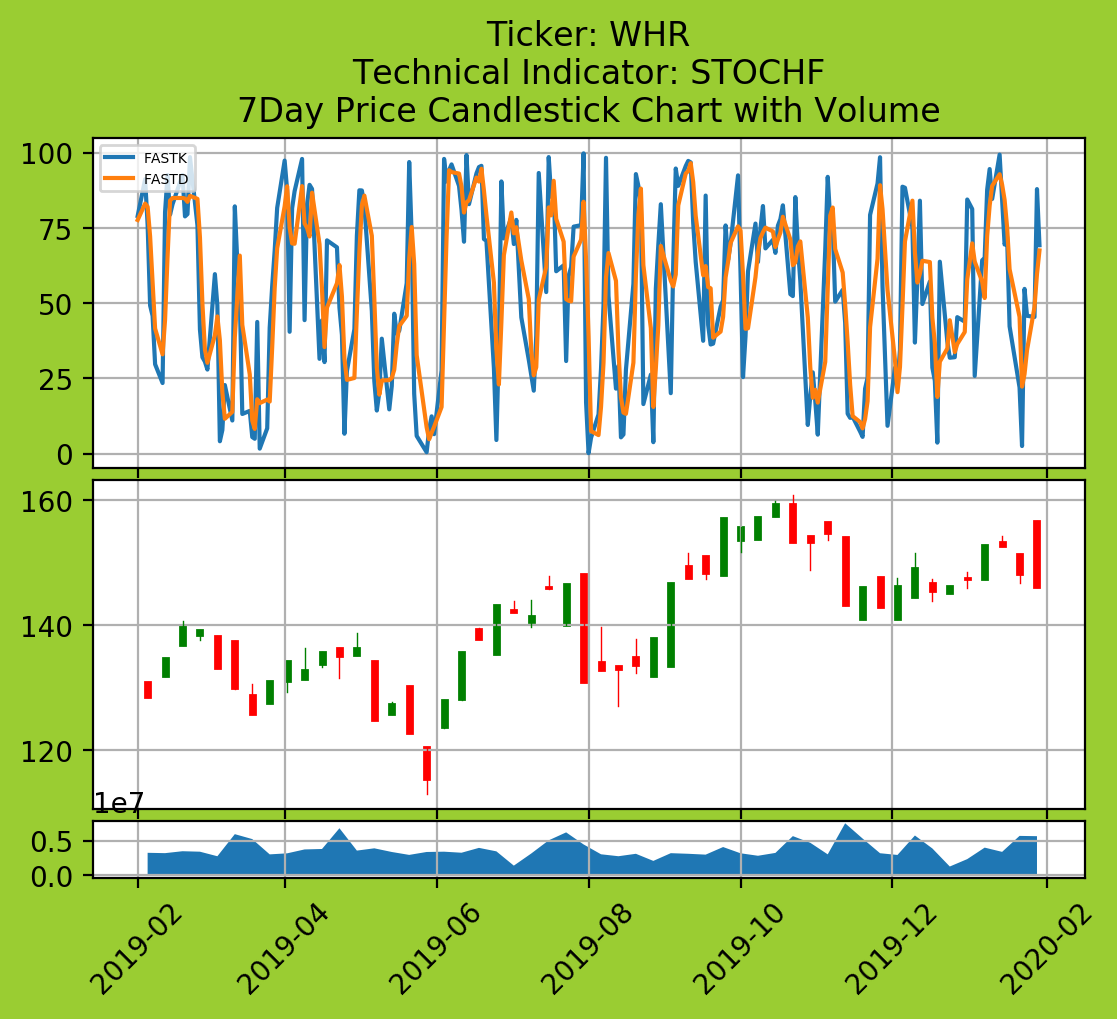 Ticker: WHR
Technical Indicator: STOCHF
7Day Price Candlestick Chart with Volume
100
75
50
25
0
FASTK
FASTD
160
140
120
1e7
0.5
0.0
2019-02
2019-04
2019-06
2019-08
2019-10
2019-12
2020-02